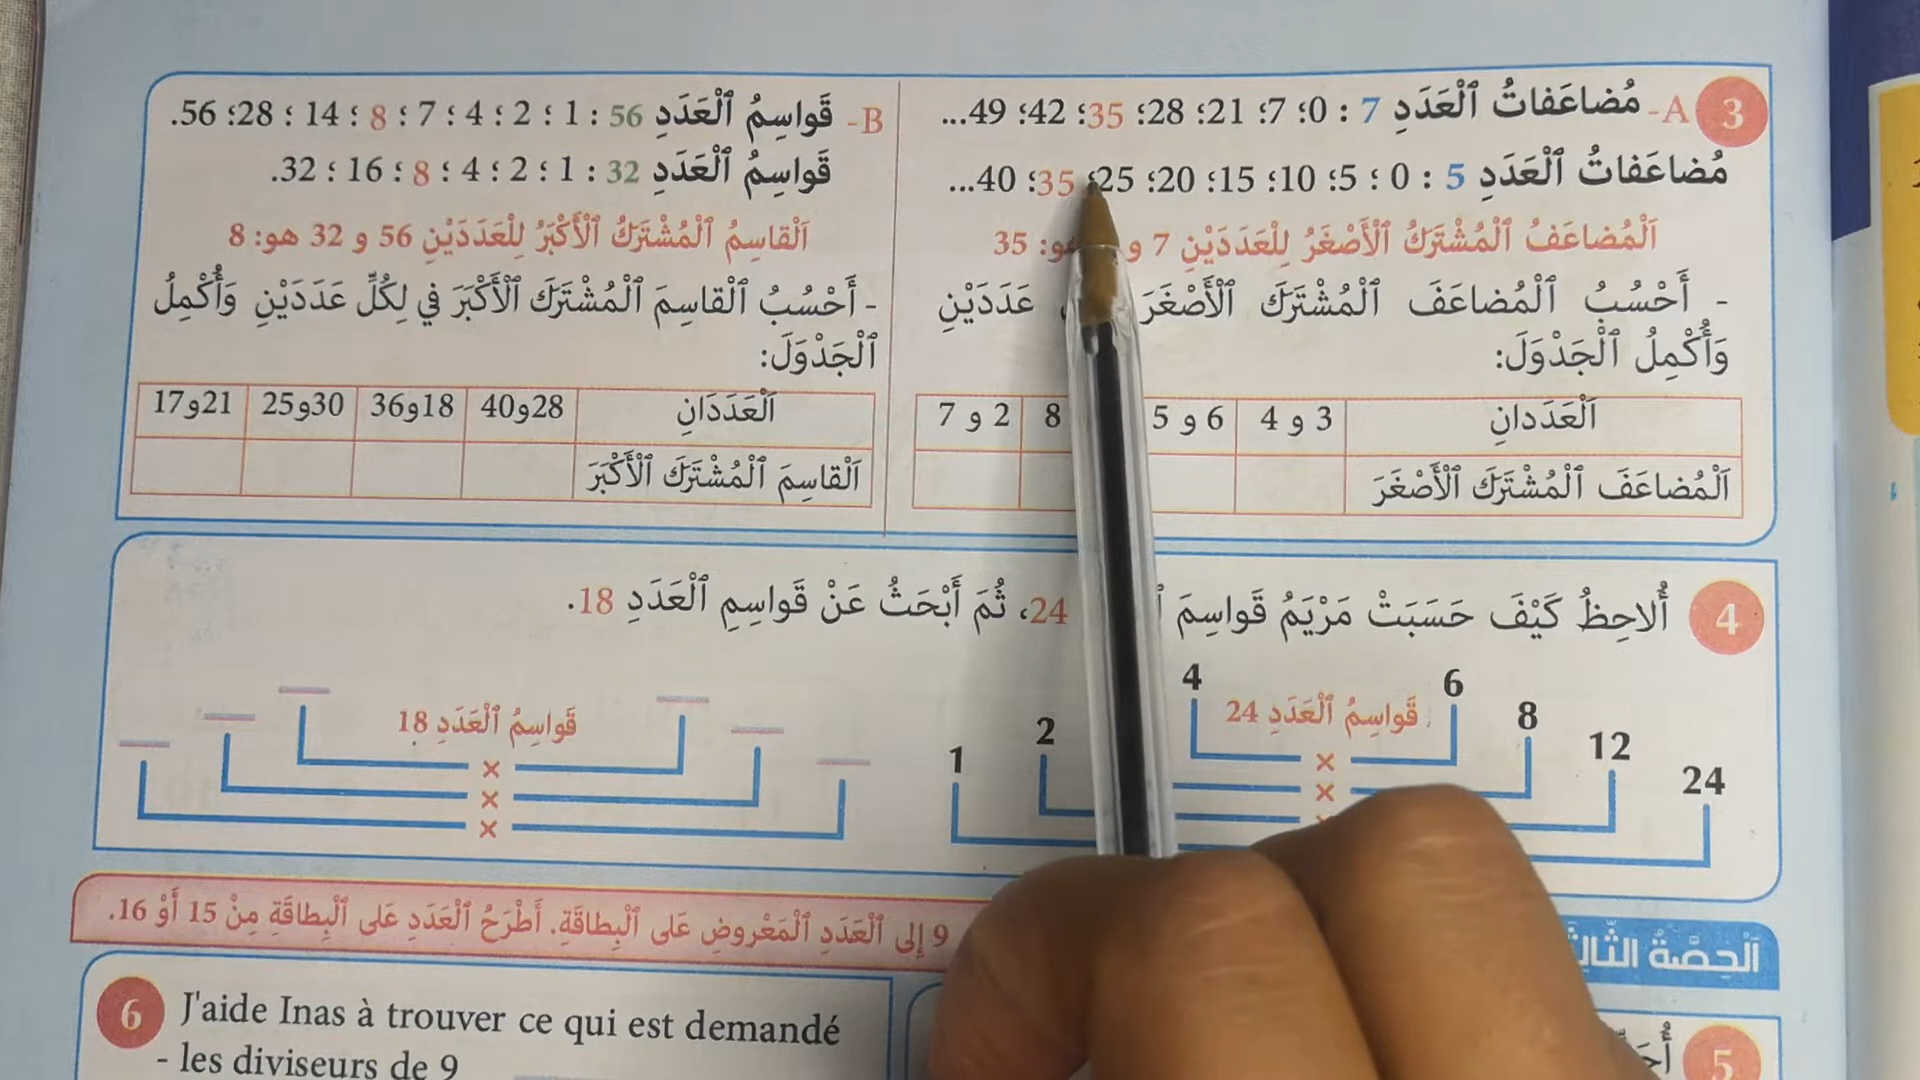 3
A- مُضاعَفاتُ ٱلْعَدَدِ 7 : 0؛ 7؛ 21؛ 28؛ 35؛ 42؛ 49...
مُضاعَفاتُ ٱلْعَدَدِ 5 : 0 ؛ 5؛ 10؛ 15؛ 20؛ 25؛ 35؛ 40...
اَلْمُضاعَفُ ٱلْمُشْتَرَكُ ٱلْأَصْغَرُ لِلْعَدَدَيْنِ 7 و هو: 35
- أَحْسُبُ ٱلْمُضاعَفَ ٱلْمُشْتَرَكَ ٱلْأَصْغَرَ عَدَدَيْنِ
وَأُكْمِلُ ٱلْجَدْوَلَ:
اَلْعَدَدانِ 3 و 4 6 و 5 8 2 و 7
اَلْمُضاعَفَ ٱلْمُشْتَرَكَ ٱلْأَصْغَرَ
B- قَواسِمُ ٱلْعَدَدِ 56 : 1 ؛ 2 ؛ 4 ؛ 7 ؛ 8 ؛ 14 ؛ 28؛ 56.
قَواسِمُ ٱلْعَدَدِ 32 : 1 ؛ 2 ؛ 4 ؛ 8 ؛ 16 ؛ 32.
اَلْقاسِمُ ٱلْمُشْتَرَكُ ٱلْأَكْبَرُ لِلْعَدَدَيْنِ 56 و 32 هو: 8
- أَحْسُبُ ٱلْقاسِمَ ٱلْمُشْتَرَكَ ٱلْأَكْبَرَ في لِكُلِّ عَدَدَيْنِ وَأُكْمِلُ
ٱلْجَدْوَلَ:
اَلْعَدَدَانِ 28و40 18و36 30و25 21و17
اَلْقاسِمَ ٱلْمُشْتَرَكَ ٱلْأَكْبَرَ
4
أُلاحِظُ كَيْفَ حَسَبَتْ مَرْيَمُ قَواسِمَ 24، ثُمَ أَبْحَثُ عَنْ قَواسِمِ ٱلْعَدَدِ 18.
قَواسِمُ ٱلْعَدَدِ 24
1 2 4 6 8 12 24
× ×
قَواسِمُ ٱلْعَدَدِ 18
× × ×
9 إلى ٱلْعَدَدِ ٱلْمَعْروضِ عَلى ٱلْبِطاقَةِ. أَطْرَحُ ٱلْعَدَدِ عَلى ٱلْبِطاقَةِ مِنْ 15 أَوْ 16.
اَلْحِصَّةُ
5
6
J'aide Inas à trouver ce qui est demandé
- les diviseurs de 9